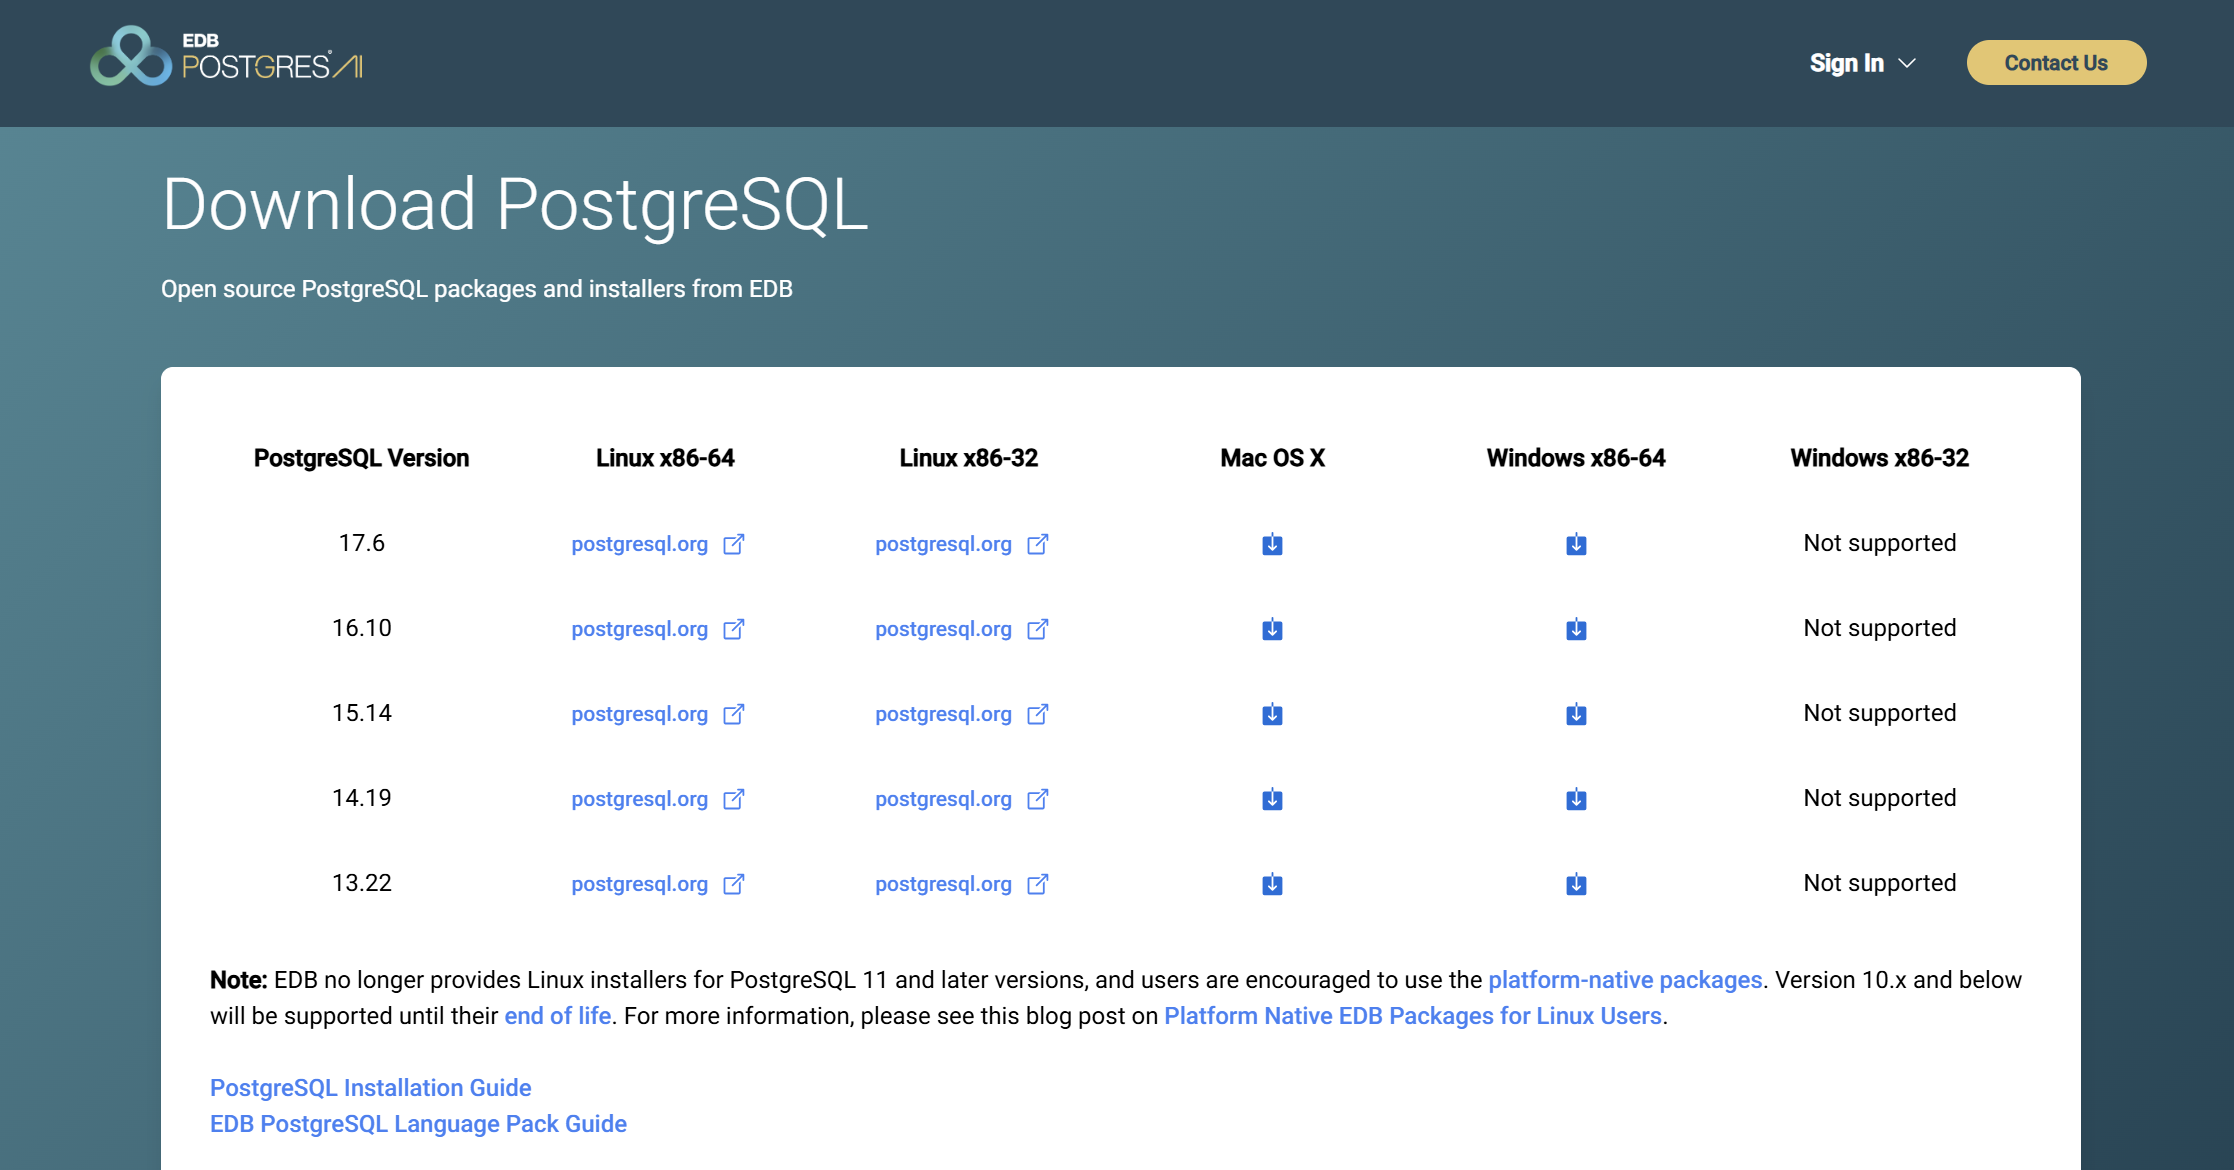 EDB
POSTGRES AI
Sign In
Contact Us
Download PostgreSQL
Open source PostgreSQL packages and installers from EDB
PostgreSQL Version Linux x86-64 Linux x86-32 Mac OS X Windows x86-64 Windows x86-32
17.6 postgresql.org postgresql.org Not supported
16.10 postgresql.org postgresql.org Not supported
15.14 postgresql.org postgresql.org Not supported
14.19 postgresql.org postgresql.org Not supported
13.22 postgresql.org postgresql.org Not supported
Note: EDB no longer provides Linux installers for PostgreSQL 11 and later versions, and users are encouraged to use the platform-native packages. Version 10.x and below
will be supported until their end of life. For more information, please see this blog post on Platform Native EDB Packages for Linux Users.
PostgreSQL Installation Guide
EDB PostgreSQL Language Pack Guide